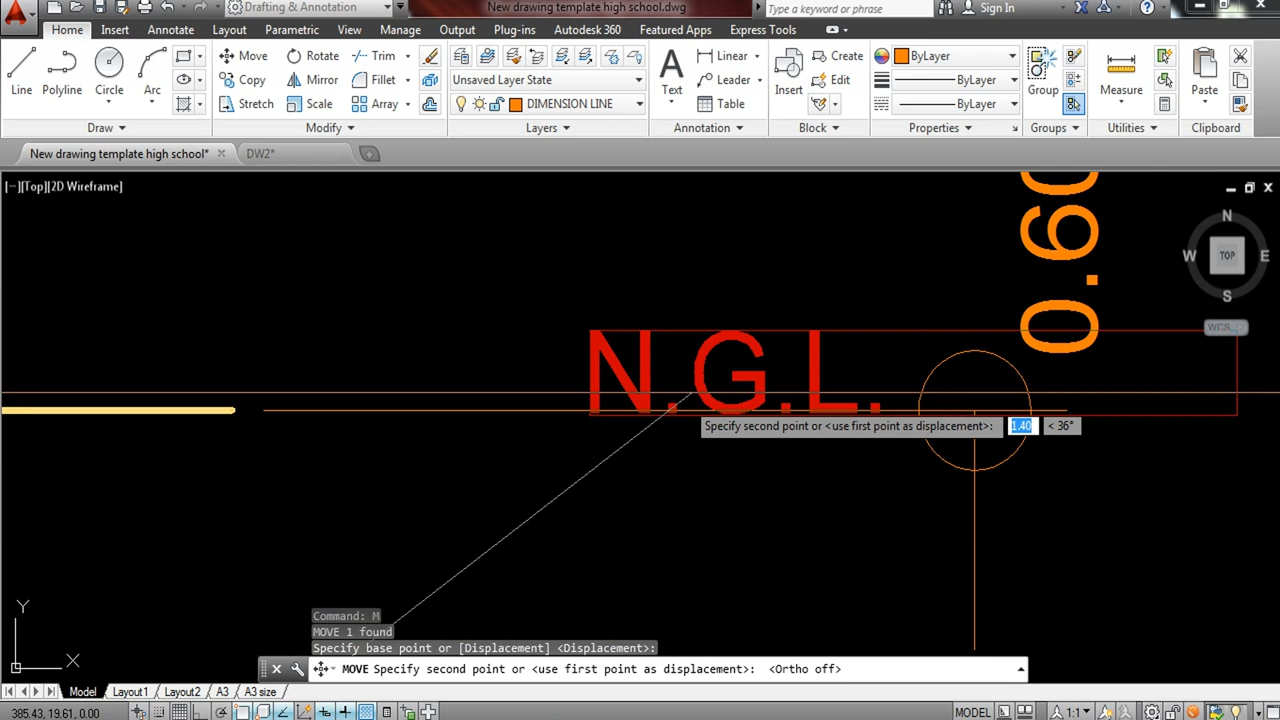 Drafting & Annotation
New drawing template high school.dwg
Type a keyword or phrase
Sign In
Home Insert Annotate Layout Parametric View Manage Output Plug-ins Autodesk 360 Featured Apps Express Tools
Move Rotate Trim
Line Polyline Circle Arc
Copy Mirror Fillet
Stretch Scale Array
Unsaved Layer State
DIMENSION LINE
Text
Linear
Leader
Table
Insert
Create
Edit
ByLayer
ByLayer
ByLayer
Group
Measure
Paste
Draw Modify Layers Annotation Block Properties Groups Utilities Clipboard
New drawing template high school* DW2*
[−][Top][2D Wireframe]
N
W TOP E
S
WCS
0.60
N.G.L.
Specify second point or <use first point as displacement>: 1.40 < 36°
Y
X
Command: M
MOVE 1 found
Specify base point or [Displacement] <Displacement>:
MOVE Specify second point or <use first point as displacement>: <Ortho off>
Model Layout1 Layout2 A3 A3 size
385.43, 19.61, 0.00
MODEL 1:1